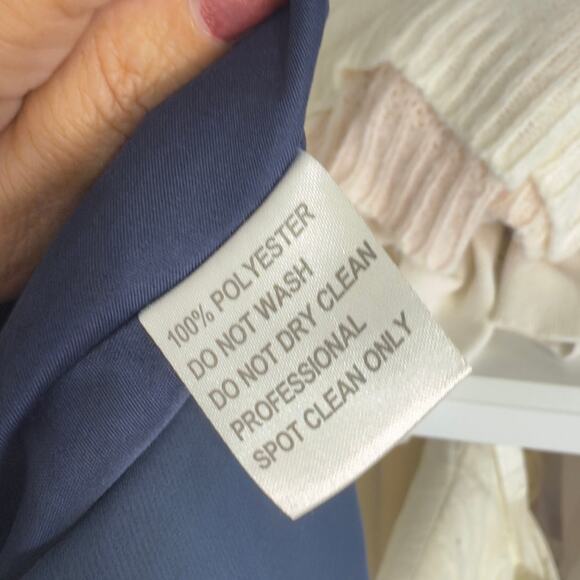 100% POLYESTER
DO NOT WASH
DO NOT DRY CLEAN
PROFESSIONAL
SPOT CLEAN ONLY